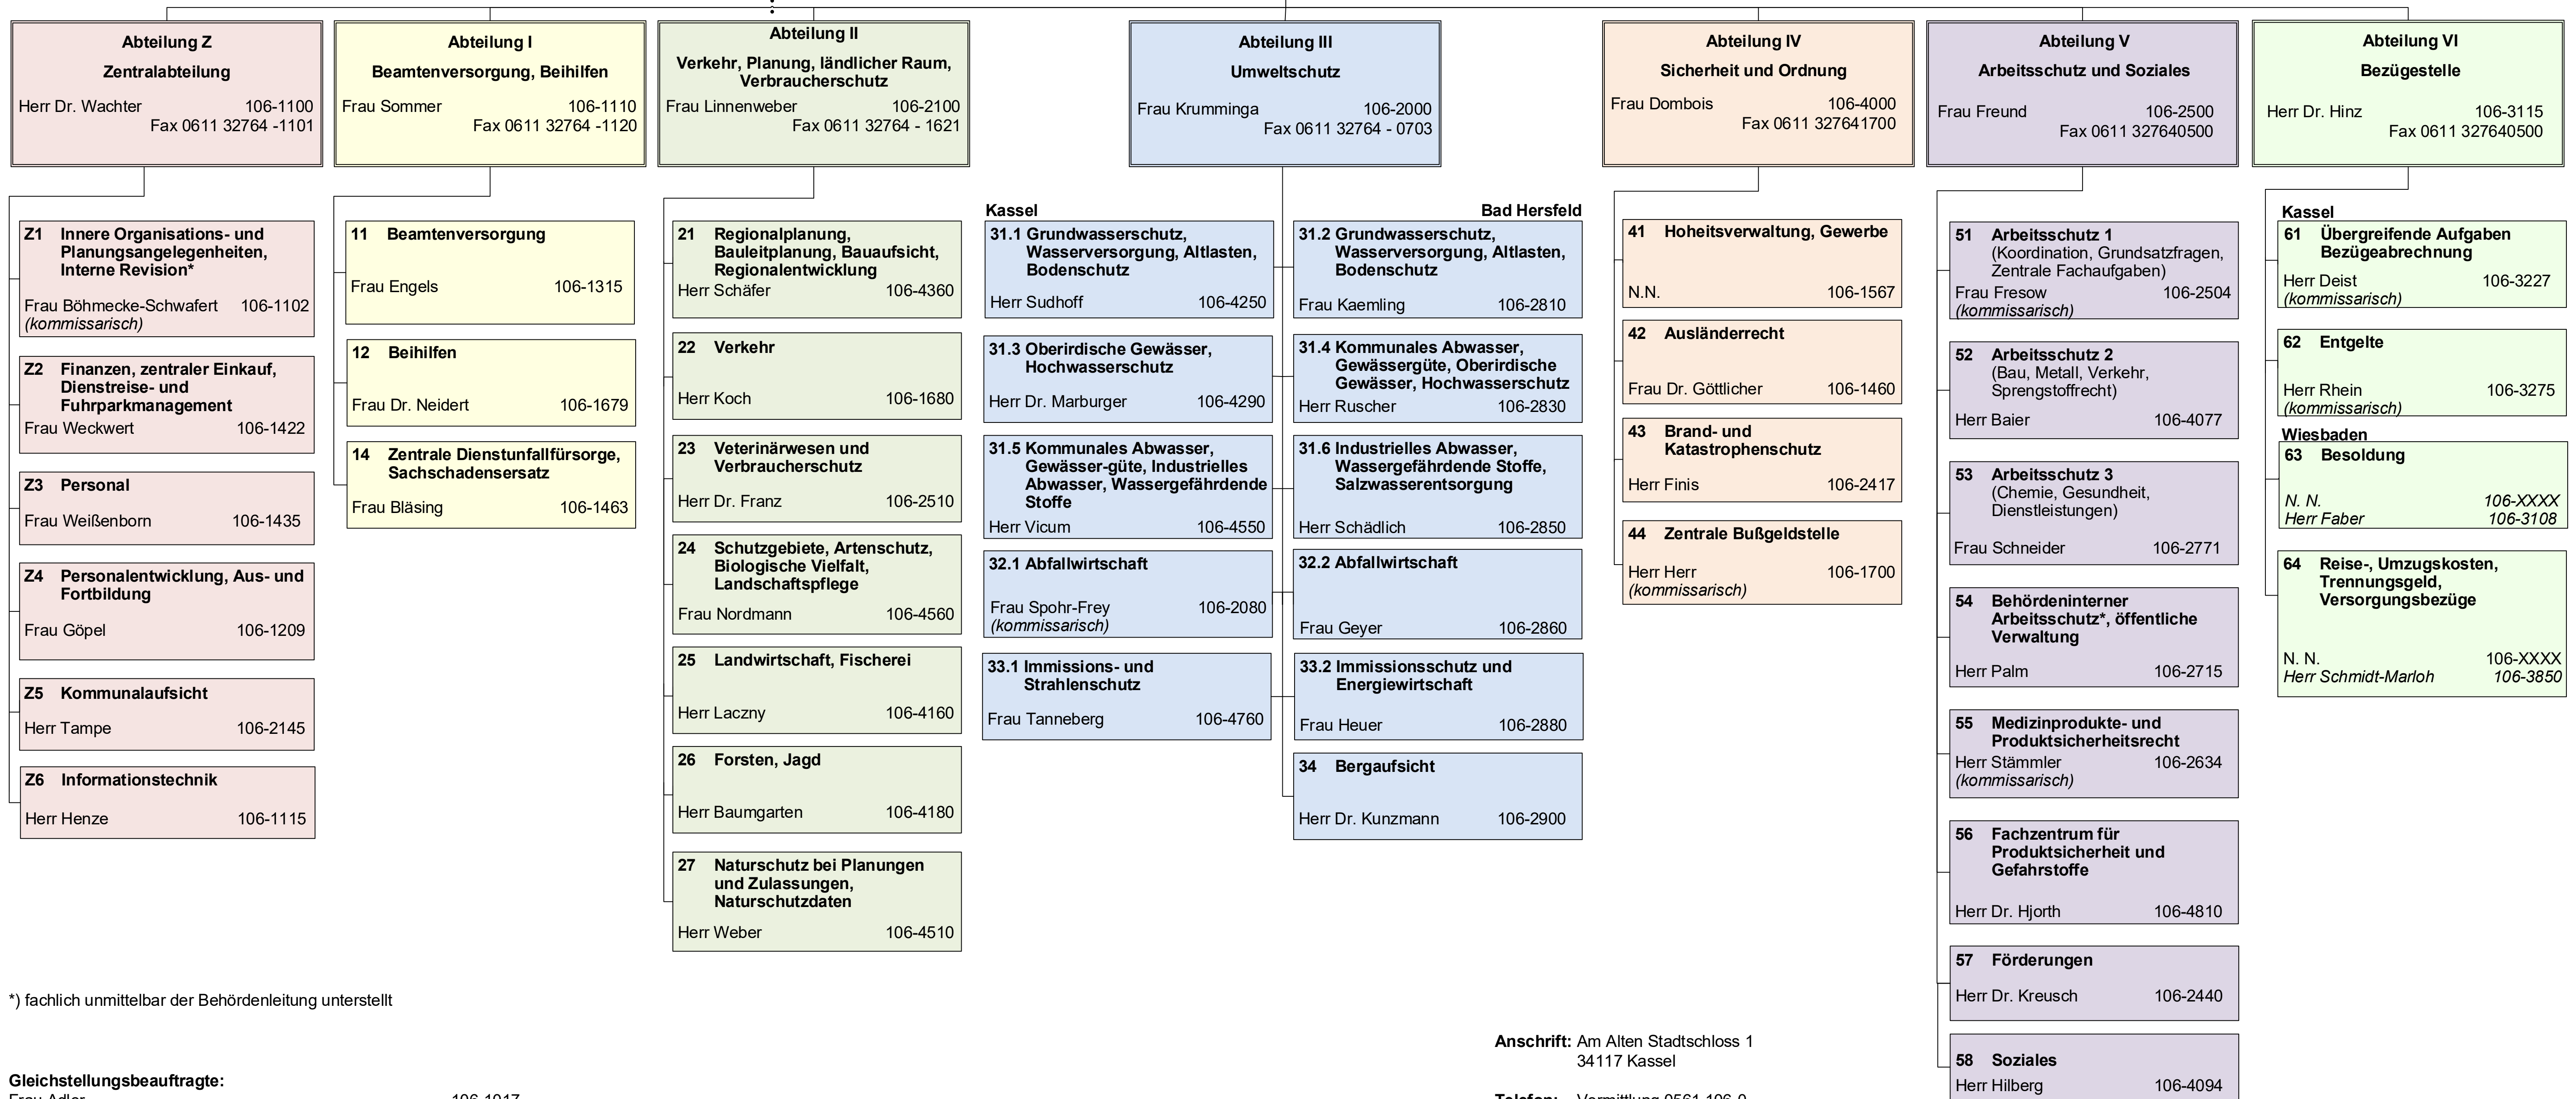 Abteilung Z
Zentralabteilung
Herr Dr. Wachter 106-1100
Fax 0611 32764 -1101
Z1 Innere Organisations- und
Planungsangelegenheiten,
Interne Revision*
Frau Böhmecke-Schwafert 106-1102
(kommissarisch)
Z2 Finanzen, zentraler Einkauf,
Dienstreise- und
Fuhrparkmanagement
Frau Weckwert 106-1422
Z3 Personal
Frau Weißenborn 106-1435
Z4 Personalentwicklung, Aus- und
Fortbildung
Frau Göpel 106-1209
Z5 Kommunalaufsicht
Herr Tampe 106-2145
Z6 Informationstechnik
Herr Henze 106-1115
Abteilung I
Beamtenversorgung, Beihilfen
Frau Sommer 106-1110
Fax 0611 32764 -1120
11 Beamtenversorgung
Frau Engels 106-1315
12 Beihilfen
Frau Dr. Neidert 106-1679
14 Zentrale Dienstunfallfürsorge,
Sachschadensersatz
Frau Bläsing 106-1463
Abteilung II
Verkehr, Planung, ländlicher Raum,
Verbraucherschutz
Frau Linnenweber 106-2100
Fax 0611 32764 - 1621
21 Regionalplanung,
Bauleitplanung, Bauaufsicht,
Regionalentwicklung
Herr Schäfer 106-4360
22 Verkehr
Herr Koch 106-1680
23 Veterinärwesen und
Verbraucherschutz
Herr Dr. Franz 106-2510
24 Schutzgebiete, Artenschutz,
Biologische Vielfalt,
Landschaftspflege
Frau Nordmann 106-4560
25 Landwirtschaft, Fischerei
Herr Laczny 106-4160
26 Forsten, Jagd
Herr Baumgarten 106-4180
27 Naturschutz bei Planungen
und Zulassungen,
Naturschutzdaten
Herr Weber 106-4510
Abteilung III
Umweltschutz
Frau Krumminga 106-2000
Fax 0611 32764 - 0703
Kassel
31.1 Grundwasserschutz,
Wasserversorgung, Altlasten,
Bodenschutz
Herr Sudhoff 106-4250
31.3 Oberirdische Gewässer,
Hochwasserschutz
Herr Dr. Marburger 106-4290
31.5 Kommunales Abwasser,
Gewässer-güte, Industrielles
Abwasser, Wassergefährdende
Stoffe
Herr Vicum 106-4550
32.1 Abfallwirtschaft
Frau Spohr-Frey 106-2080
(kommissarisch)
33.1 Immissions- und
Strahlenschutz
Frau Tanneberg 106-4760
Bad Hersfeld
31.2 Grundwasserschutz,
Wasserversorgung, Altlasten,
Bodenschutz
Frau Kaemling 106-2810
31.4 Kommunales Abwasser,
Gewässergüte, Oberirdische
Gewässer, Hochwasserschutz
Herr Ruscher 106-2830
31.6 Industrielles Abwasser,
Wassergefährdende Stoffe,
Salzwasserentsorgung
Herr Schädlich 106-2850
32.2 Abfallwirtschaft
Frau Geyer 106-2860
33.2 Immissionsschutz und
Energiewirtschaft
Frau Heuer 106-2880
34 Bergaufsicht
Herr Dr. Kunzmann 106-2900
Abteilung IV
Sicherheit und Ordnung
Frau Dombois 106-4000
Fax 0611 327641700
41 Hoheitsverwaltung, Gewerbe
N.N. 106-1567
42 Ausländerrecht
Frau Dr. Göttlicher 106-1460
43 Brand- und
Katastrophenschutz
Herr Finis 106-2417
44 Zentrale Bußgeldstelle
Herr Herr 106-1700
(kommissarisch)
Abteilung V
Arbeitsschutz und Soziales
Frau Freund 106-2500
Fax 0611 327640500
51 Arbeitsschutz 1
(Koordination, Grundsatzfragen,
Zentrale Fachaufgaben)
Frau Fresow 106-2504
(kommissarisch)
52 Arbeitsschutz 2
(Bau, Metall, Verkehr,
Sprengstoffrecht)
Herr Baier 106-4077
53 Arbeitsschutz 3
(Chemie, Gesundheit,
Dienstleistungen)
Frau Schneider 106-2771
54 Behördeninterner
Arbeitsschutz*, öffentliche
Verwaltung
Herr Palm 106-2715
55 Medizinprodukte- und
Produktsicherheitsrecht
Herr Stämmler 106-2634
(kommissarisch)
56 Fachzentrum für
Produktsicherheit und
Gefahrstoffe
Herr Dr. Hjorth 106-4810
57 Förderungen
Herr Dr. Kreusch 106-2440
58 Soziales
Herr Hilberg 106-4094
Abteilung VI
Bezügestelle
Herr Dr. Hinz 106-3115
Fax 0611 327640500
Kassel
61 Übergreifende Aufgaben
Bezügeabrechnung
Herr Deist 106-3227
(kommissarisch)
62 Entgelte
Herr Rhein 106-3275
(kommissarisch)
Wiesbaden
63 Besoldung
N. N. 106-XXXX
Herr Faber 106-3108
64 Reise-, Umzugskosten,
Trennungsgeld,
Versorgungsbezüge
N. N. 106-XXXX
Herr Schmidt-Marloh 106-3850
*) fachlich unmittelbar der Behördenleitung unterstellt
Gleichstellungsbeauftragte:
Frau Adler 106-1017
Anschrift: Am Alten Stadtschloss 1
34117 Kassel
Telefon: Vermittlung 0561 106-0